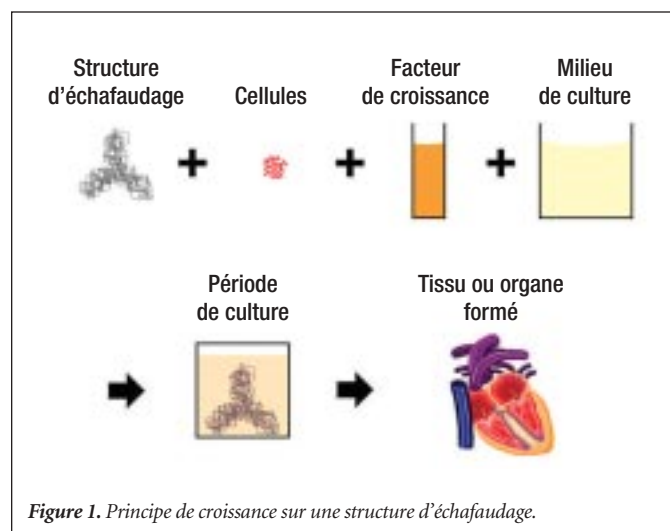 Structure
d'échafaudage
Cellules
Facteur
de croissance
Milieu
de culture
Période
de culture
Tissu ou organe
formé
Figure 1. Principe de croissance sur une structure d'échafaudage.